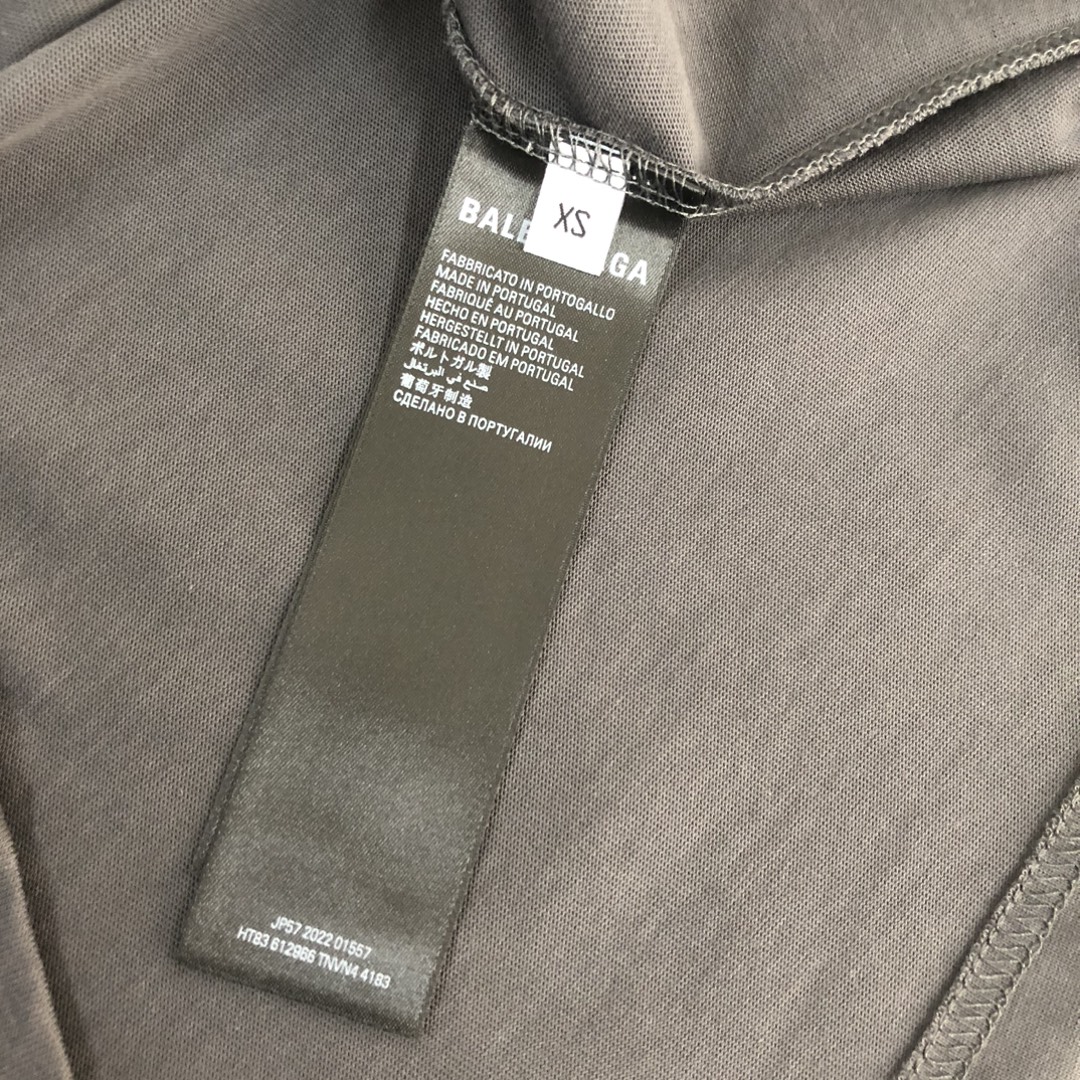 XS
BALENCIAGA
FABBRICATO IN PORTOGALLO
MADE IN PORTUGAL
FABRIQUÉ AU PORTUGAL
HECHO EN PORTUGAL
HERGESTELLT IN PORTUGAL
FABRICADO EM PORTUGAL
ポルトガル製
صنع في البرتغال
葡萄牙制造
СДЕЛАНО В ПОРТУГАЛИИ
JP57 2022 01557
HT83 612966 TNVN4 4183